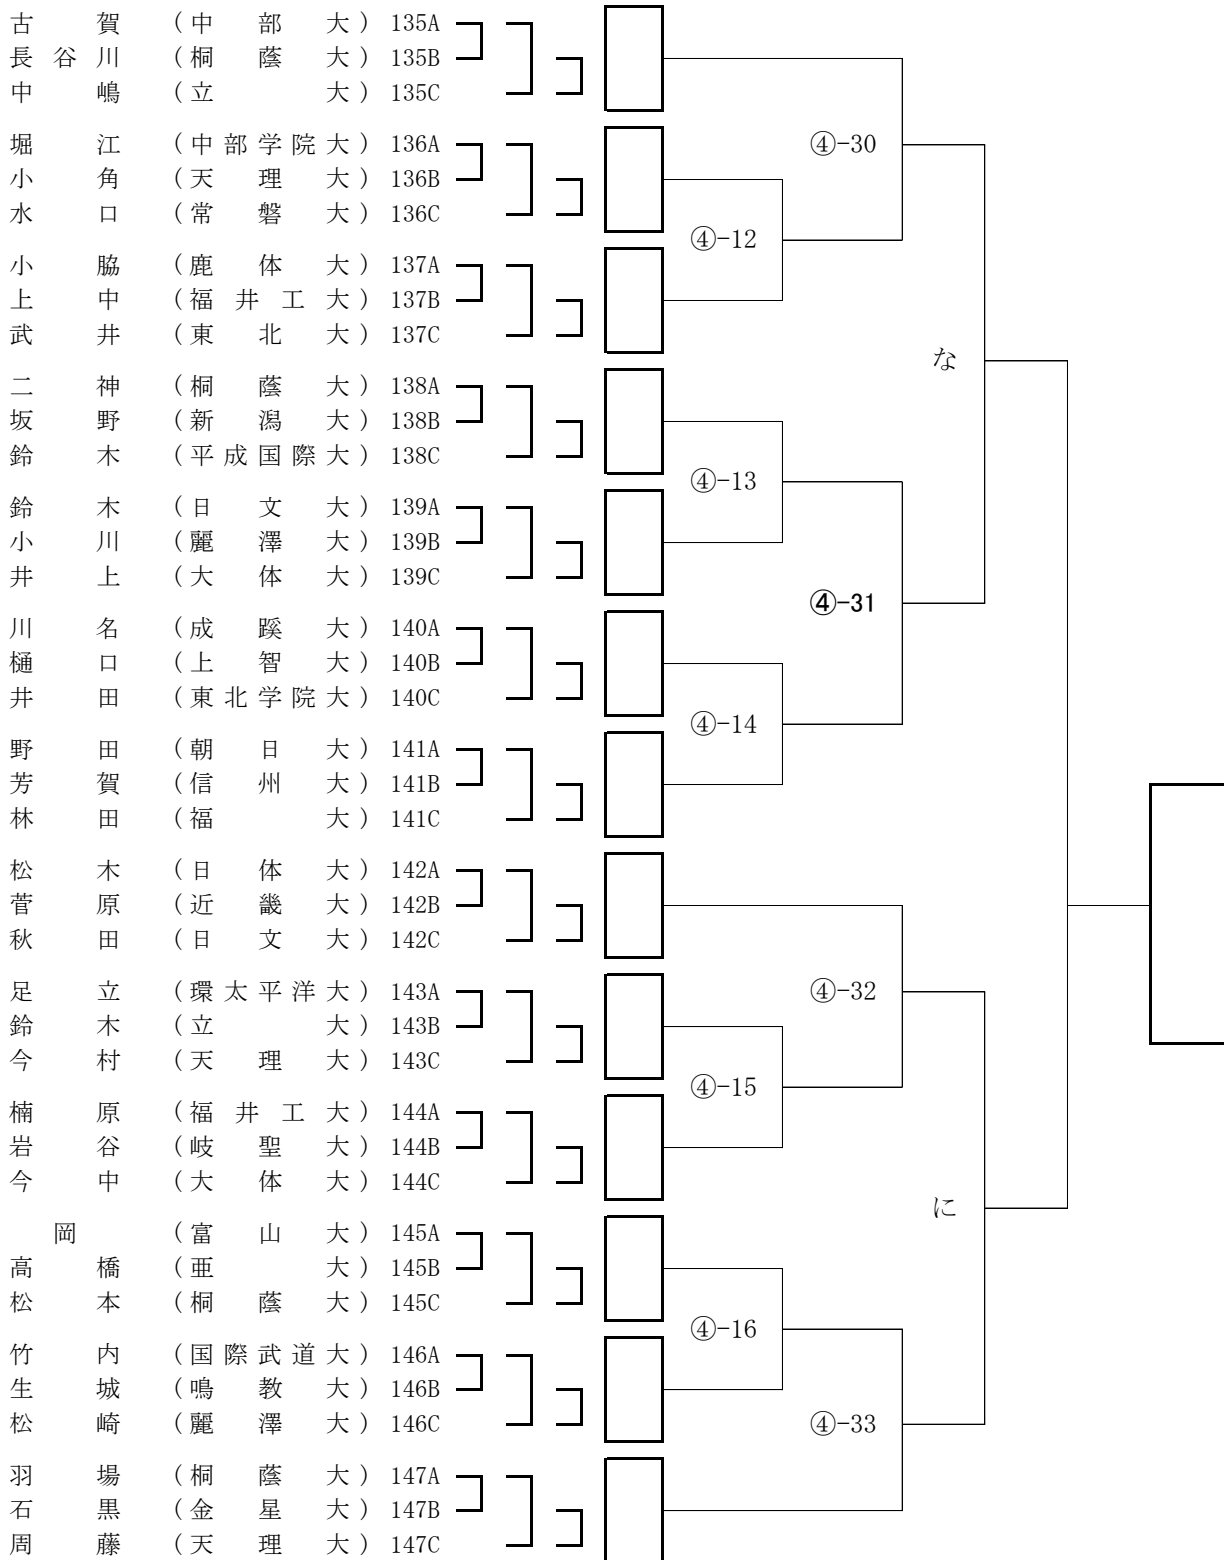 古賀（中部大）135A
長谷川（桐蔭大）135B
中嶋（立大）135C
堀江（中部学院大）136A
小角（天理大）136B
水口（常磐大）136C
小脇（鹿体大）137A
上中（福井工大）137B
武井（東北大）137C
二神（桐蔭大）138A
坂野（新潟大）138B
鈴木（平成国際大）138C
鈴木（日文大）139A
小川（麗澤大）139B
井上（大体大）139C
川名（成蹊大）140A
樋口（上智大）140B
井田（東北学院大）140C
野田（朝日大）141A
芳賀（信州大）141B
林田（福大）141C
松木（日体大）142A
菅原（近畿大）142B
秋田（日文大）142C
足立（環太平洋大）143A
鈴木（立大）143B
今村（天理大）143C
楠原（福井工大）144A
岩谷（岐聖大）144B
今中（大体大）144C
岡（富山大）145A
高橋（亜大）145B
松本（桐蔭大）145C
竹内（国際武道大）146A
生城（鳴教大）146B
松崎（麗澤大）146C
羽場（桐蔭大）147A
石黒（金星大）147B
周藤（天理大）147C
④-12
④-13
④-14
④-15
④-16
④-30
④-31
④-32
④-33
な
に